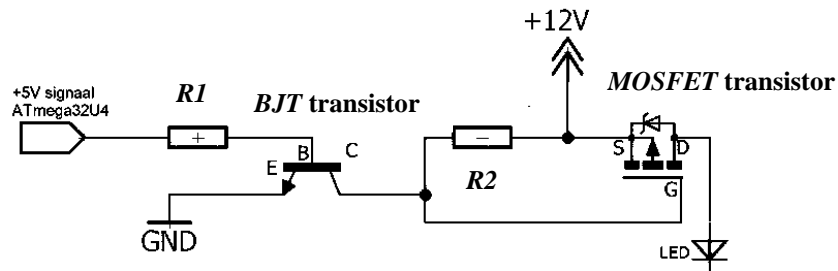 +12V
+5V signaal
ATmega32U4
R1
BJT transistor
MOSFET transistor
B
C
E
S
D
G
R2
GND
LED
+
-